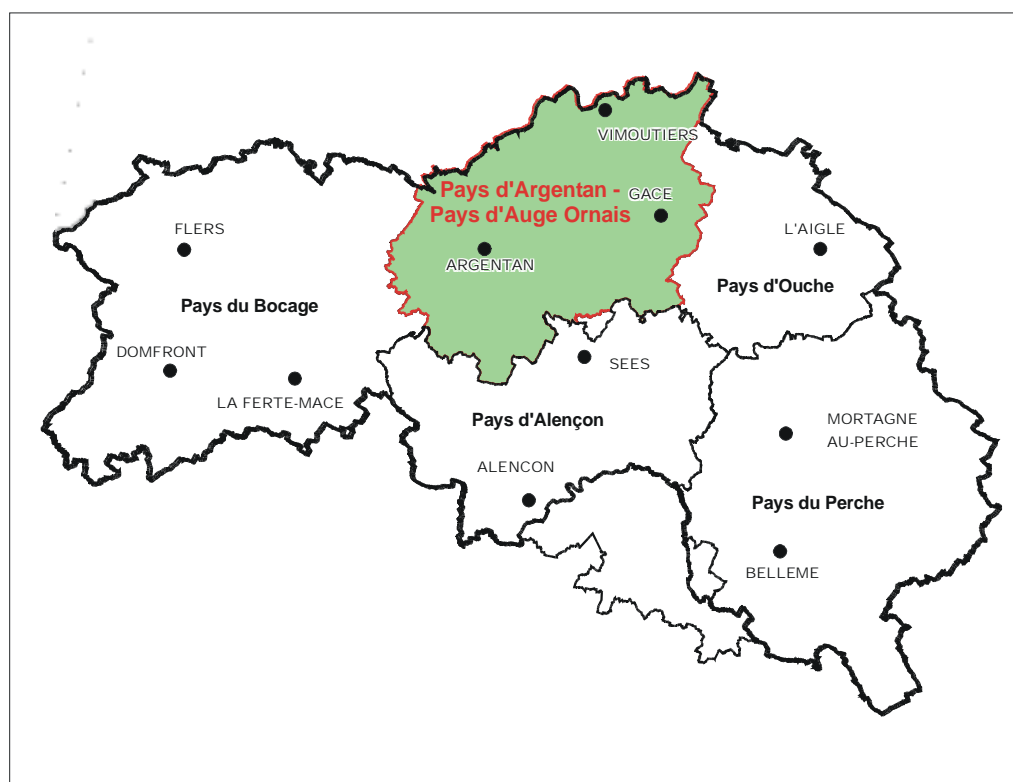 VIMOUTIERS
Pays d'Argentan -
Pays d'Auge Ornais
GACE
FLERS
ARGENTAN
L'AIGLE
Pays d'Ouche
Pays du Bocage
DOMFRONT
LA FERTE-MACE
SEES
Pays d'Alençon
MORTAGNE
AU-PERCHE
ALENCON
Pays du Perche
BELLEME